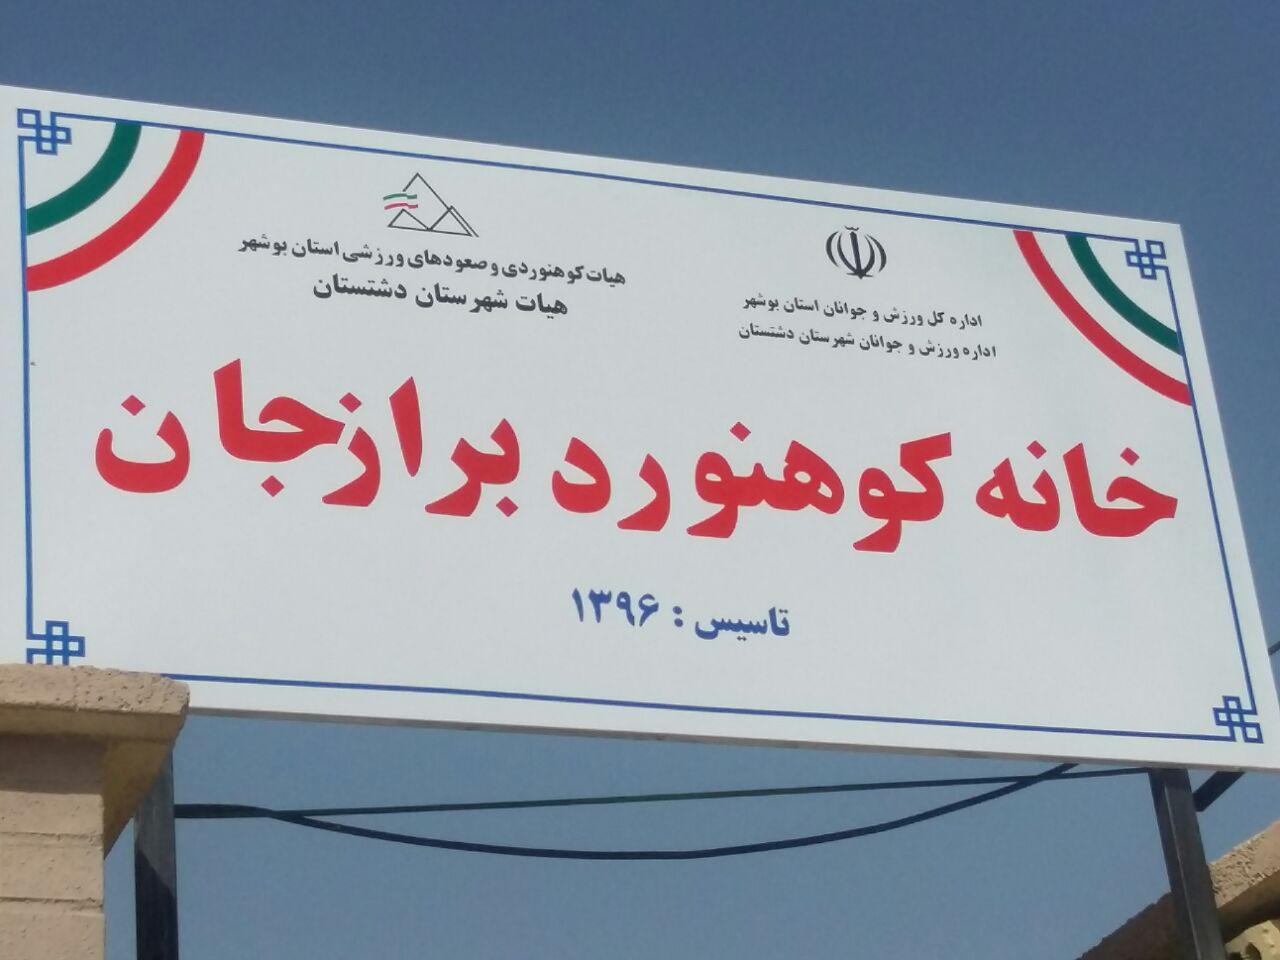 اداره کل ورزش و جوانان استان بوشهر
اداره ورزش و جوانان شهرستان دشتستان
هیات کوهنوردی و صعودهای ورزشی استان بوشهر
هیات شهرستان دشتستان
خانه کوهنورد برازجان
تاسیس : ۱۳۹۶